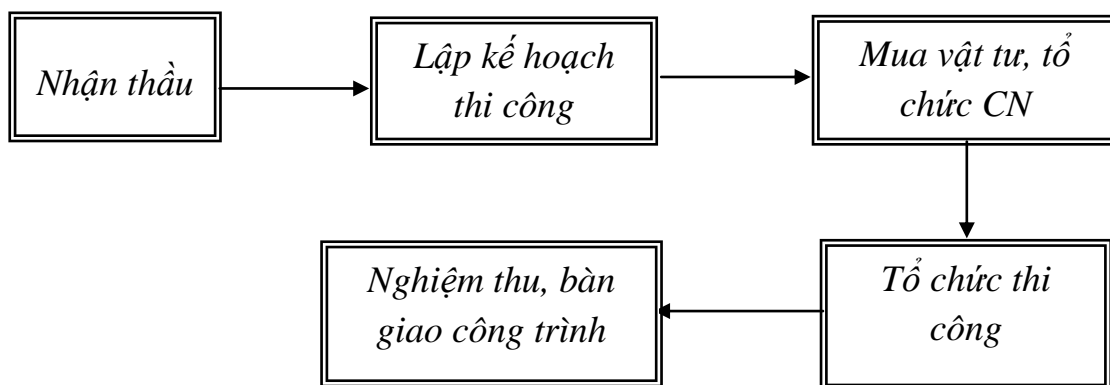 Nhận thầu
Lập kế hoạch
thi công
Mua vật tư, tổ
chức CN
Tổ chức thi
công
Nghiệm thu, bàn
giao công trình